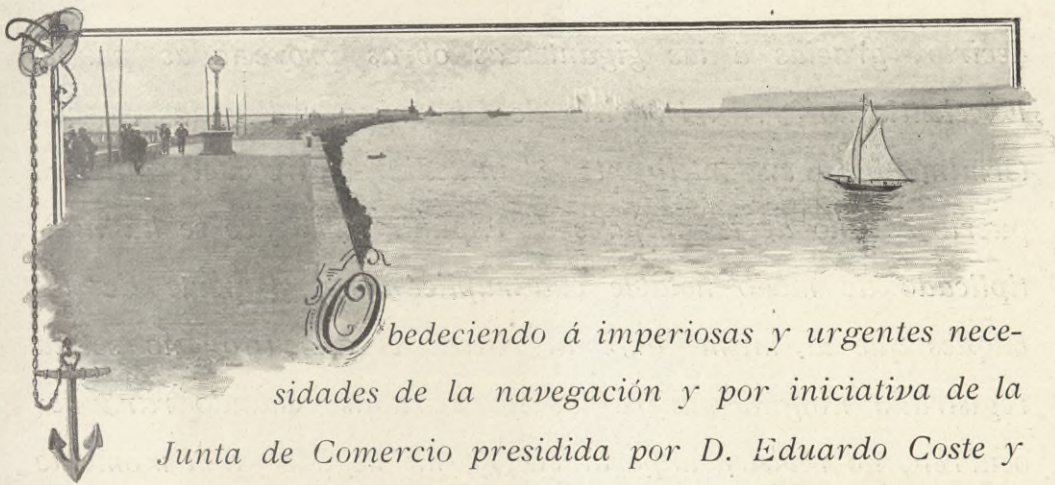 Obedeciendo á imperiosas y urgentes nece-
sidades de la navegación y por iniciativa de la
Junta de Comercio presidida por D. Eduardo Coste y